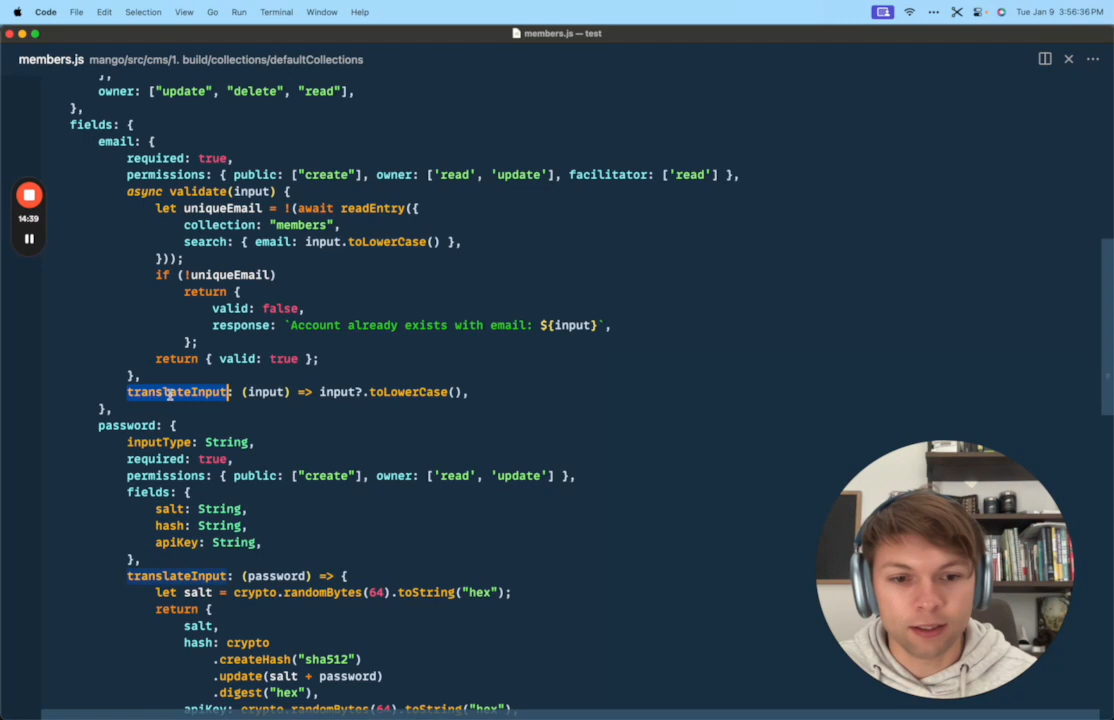 Code File Edit Selection View Go Run Terminal Window Help Tue Jan 9 3:56:36 PM
members.js — test
members.js mango/src/cms/1. build/collections/defaultCollections
},
owner: ["update", "delete", "read"],
},
fields: {
email: {
required: true,
permissions: { public: ["create"], owner: ['read', 'update'], facilitator: ['read'] },
async validate(input) {
let uniqueEmail = !(await readEntry({
collection: "members",
search: { email: input.toLowerCase() },
}));
if (!uniqueEmail)
return {
valid: false,
response: `Account already exists with email: ${input}`,
};
return { valid: true };
},
translateInput: (input) => input?.toLowerCase(),
},
password: {
inputType: String,
required: true,
permissions: { public: ["create"], owner: ['read', 'update'] },
fields: {
salt: String,
hash: String,
apiKey: String,
},
translateInput: (password) => {
let salt = crypto.randomBytes(64).toString("hex");
return {
salt,
hash: crypto
.createHash("sha512")
.update(salt + password)
.digest("hex"),
apiKey: crypto.randomBytes(64).toString("hex"),
14:39